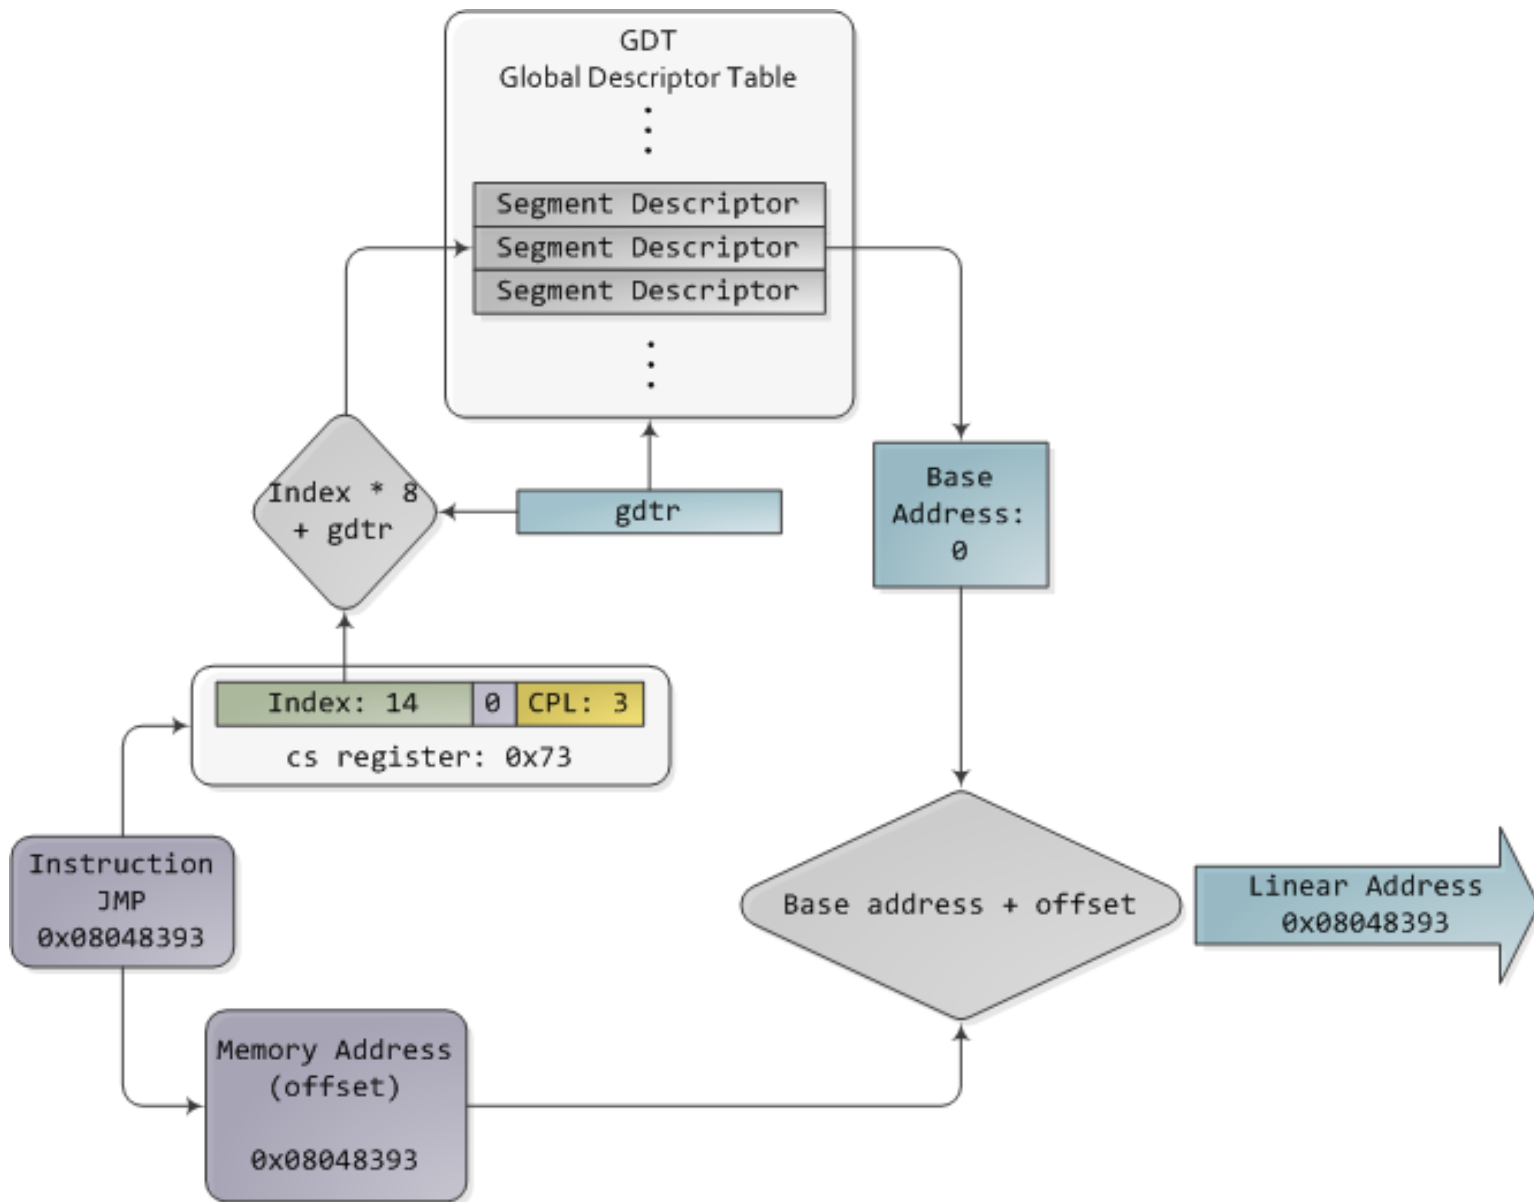 GDT
Global Descriptor Table
Segment Descriptor
Segment Descriptor
Segment Descriptor
Index * 8
+ gdtr
gdtr
Base
Address:
0
Index: 14
0
CPL: 3
cs register: 0x73
Instruction
JMP
0x08048393
Base address + offset
Linear Address
0x08048393
Memory Address
(offset)
0x08048393